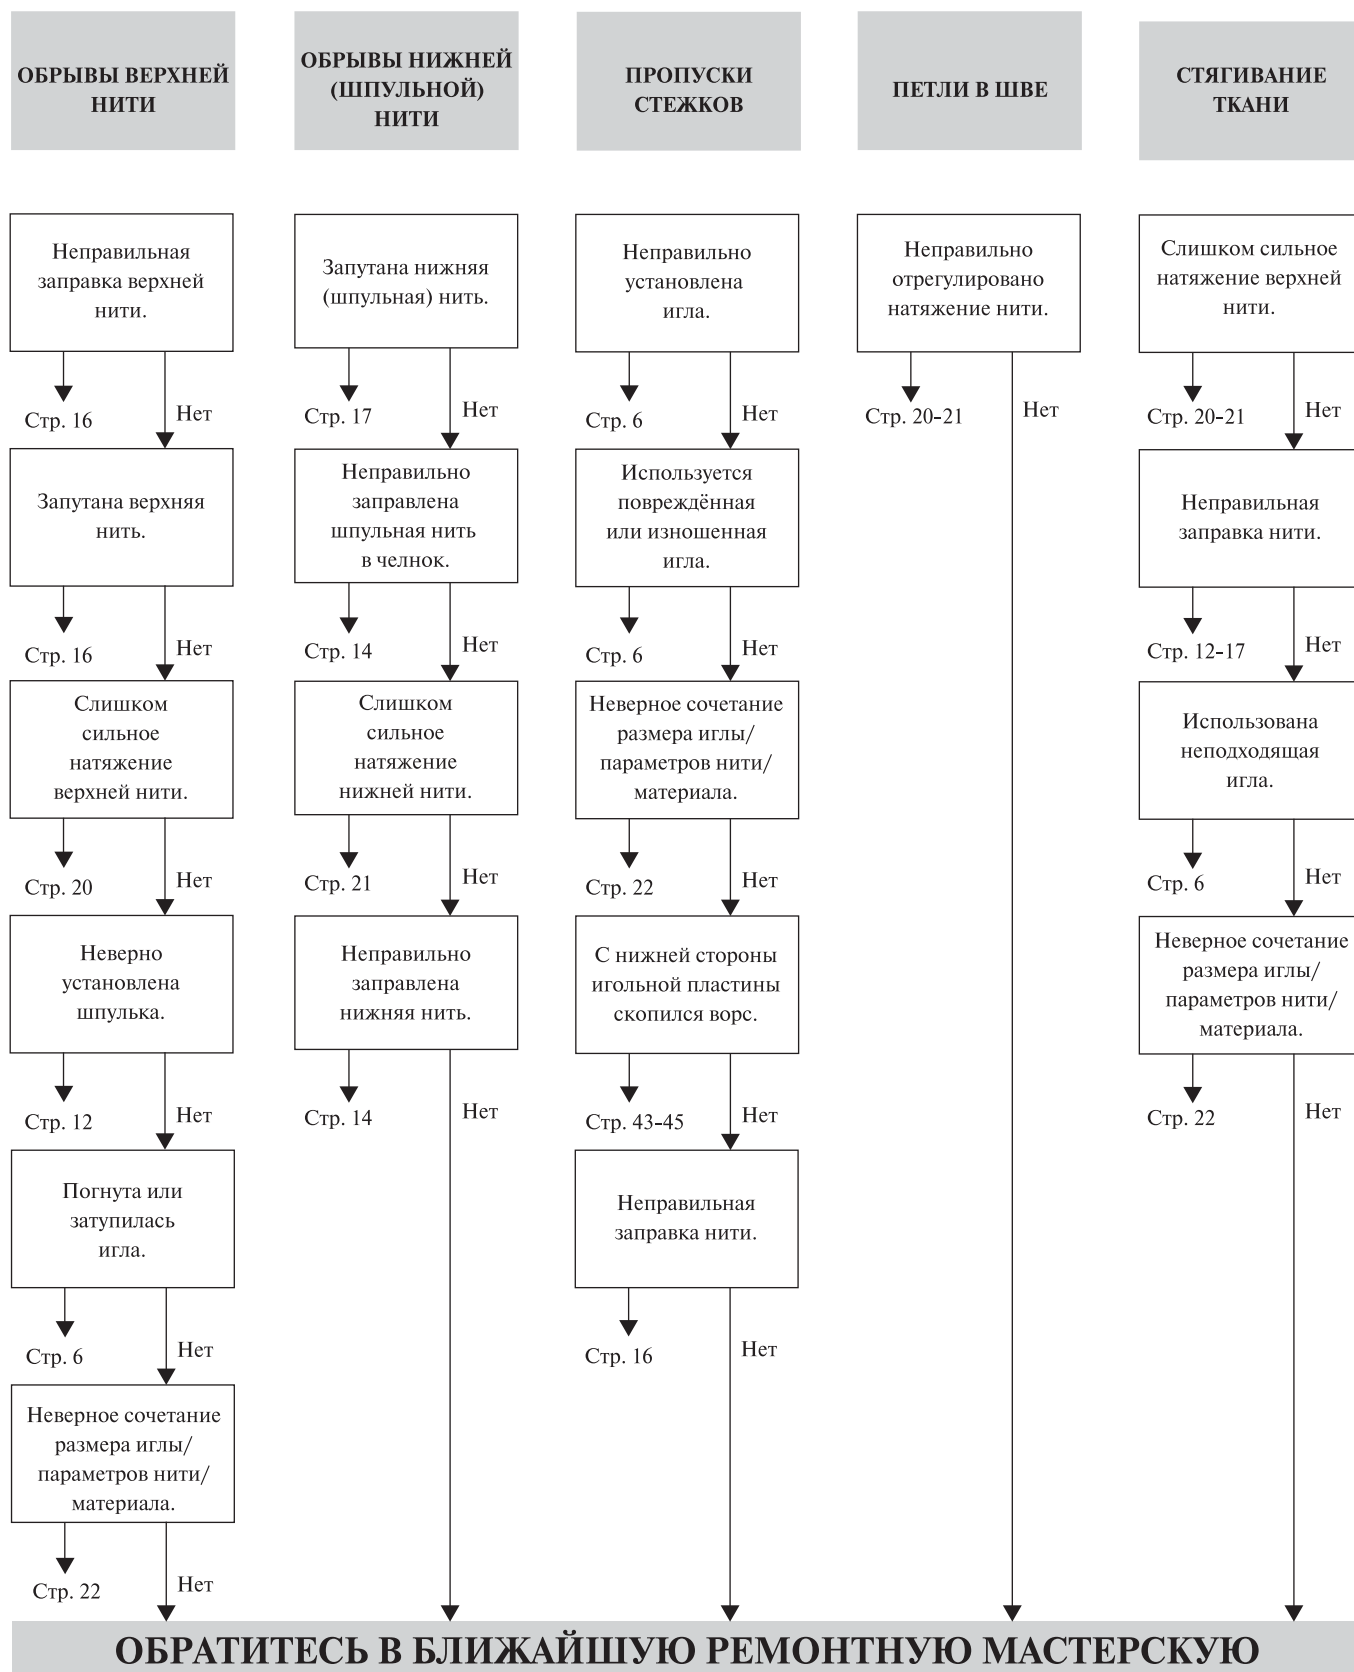 ОБРЫВЫ ВЕРХНЕЙ
НИТИ
Неправильная
заправка верхней
нити.
Стр. 16
Нет
Запутана верхняя
нить.
Стр. 16
Нет
Слишком
сильное
натяжение
верхней нити.
Стр. 20
Нет
Неверно
установлена
шпулька.
Стр. 12
Нет
Погнута или
затупилась
игла.
Стр. 6
Нет
Неверное сочетание
размера иглы/
параметров нити/
материала.
Стр. 22
Нет
ОБРЫВЫ НИЖНЕЙ
(ШПУЛЬНОЙ)
НИТИ
Запутана нижняя
(шпульная) нить.
Стр. 17
Нет
Неправильно
заправлена
шпульная нить
в челнок.
Стр. 14
Нет
Слишком
сильное
натяжение
нижней нити.
Стр. 21
Нет
Неправильно
заправлена
нижняя нить.
Стр. 14
Нет
ПРОПУСКИ
СТЕЖКОВ
Неправильно
установлена
игла.
Стр. 6
Нет
Используется
повреждённая
или изношенная
игла.
Стр. 6
Нет
Неверное сочетание
размера иглы/
параметров нити/
материала.
Стр. 22
Нет
С нижней стороны
игольной пластины
скопился ворс.
Стр. 43-45
Нет
Неправильная
заправка нити.
Стр. 16
Нет
ПЕТЛИ В ШВЕ
Неправильно
отрегулировано
натяжение нити.
Стр. 20-21
Нет
СТЯГИВАНИЕ
ТКАНИ
Слишком сильное
натяжение верхней
нити.
Стр. 20-21
Нет
Неправильная
заправка нити.
Стр. 12-17
Нет
Использована
неподходящая
игла.
Стр. 6
Нет
Неверное сочетание
размера иглы/
параметров нити/
материала.
Стр. 22
Нет
ОБРАТИТЕСЬ В БЛИЖАЙШУЮ РЕМОНТНУЮ МАСТЕРСКУЮ